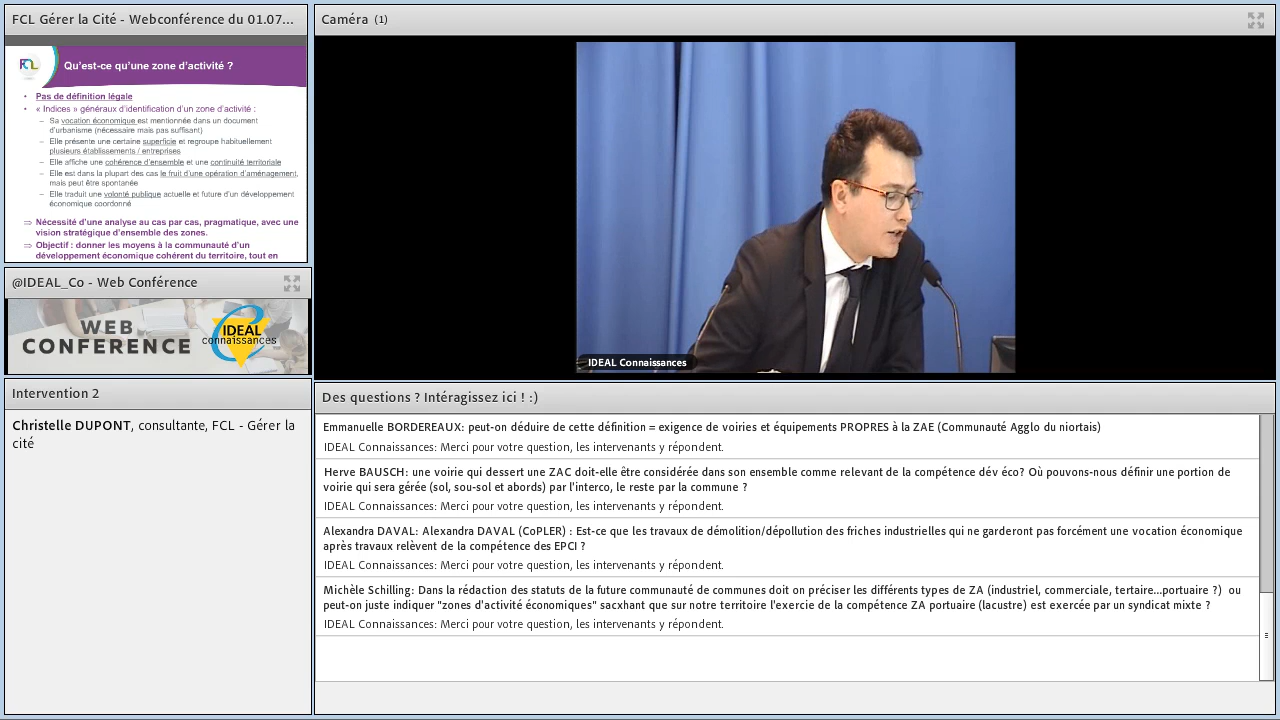 FCL Gérer la Cité - Webconférence du 01.07...
FCL
Qu'est-ce qu'une zone d'activité ?
• Pas de définition légale
• « Indices » généraux d'identification d'un zone d'activité :
– Sa vocation économique est mentionnée dans un document
d'urbanisme (nécessaire mais pas suffisant)
– Elle présente une certaine superficie et regroupe habituellement
plusieurs établissements / entreprises
– Elle affiche une cohérence d'ensemble et une continuité territoriale
– Elle est dans la plupart des cas le fruit d'une opération d'aménagement,
mais peut être spontanée
– Elle traduit une volonté publique actuelle et future d'un développement
économique coordonné
⇒ Nécessité d'une analyse au cas par cas, pragmatique, avec une
vision stratégique d'ensemble des zones.
⇒ Objectif : donner les moyens à la communauté d'un
développement économique cohérent du territoire, tout en
@IDEAL_Co - Web Conférence
WEB
CONFERENCE
IDEAL
connaissances
Intervention 2
Christelle DUPONT, consultante, FCL - Gérer la
cité
Caméra (1)
IDEAL Connaissances
Des questions ? Intéragissez ici ! :)
Emmanuelle BORDEREAUX: peut-on déduire de cette définition = exigence de voiries et équipements PROPRES à la ZAE (Communauté Agglo du niortais)
IDEAL Connaissances: Merci pour votre question, les intervenants y répondent.
Herve BAUSCH: une voirie qui dessert une ZAC doit-elle être considérée dans son ensemble comme relevant de la compétence dév éco? Où pouvons-nous définir une portion de
voirie qui sera gérée (sol, sou-sol et abords) par l'interco, le reste par la commune ?
IDEAL Connaissances: Merci pour votre question, les intervenants y répondent.
Alexandra DAVAL: Alexandra DAVAL (CoPLER) : Est-ce que les travaux de démolition/dépollution des friches industrielles qui ne garderont pas forcément une vocation économique
après travaux relèvent de la compétence des EPCI ?
IDEAL Connaissances: Merci pour votre question, les intervenants y répondent.
Michèle Schilling: Dans la rédaction des statuts de la future communauté de communes doit on préciser les différents types de ZA (industriel, commerciale, tertaire...portuaire ?) ou
peut-on juste indiquer "zones d'activité économiques" sacxhant que sur notre territoire l'exercie de la compétence ZA portuaire (lacustre) est exercée par un syndicat mixte ?
IDEAL Connaissances: Merci pour votre question, les intervenants y répondent.